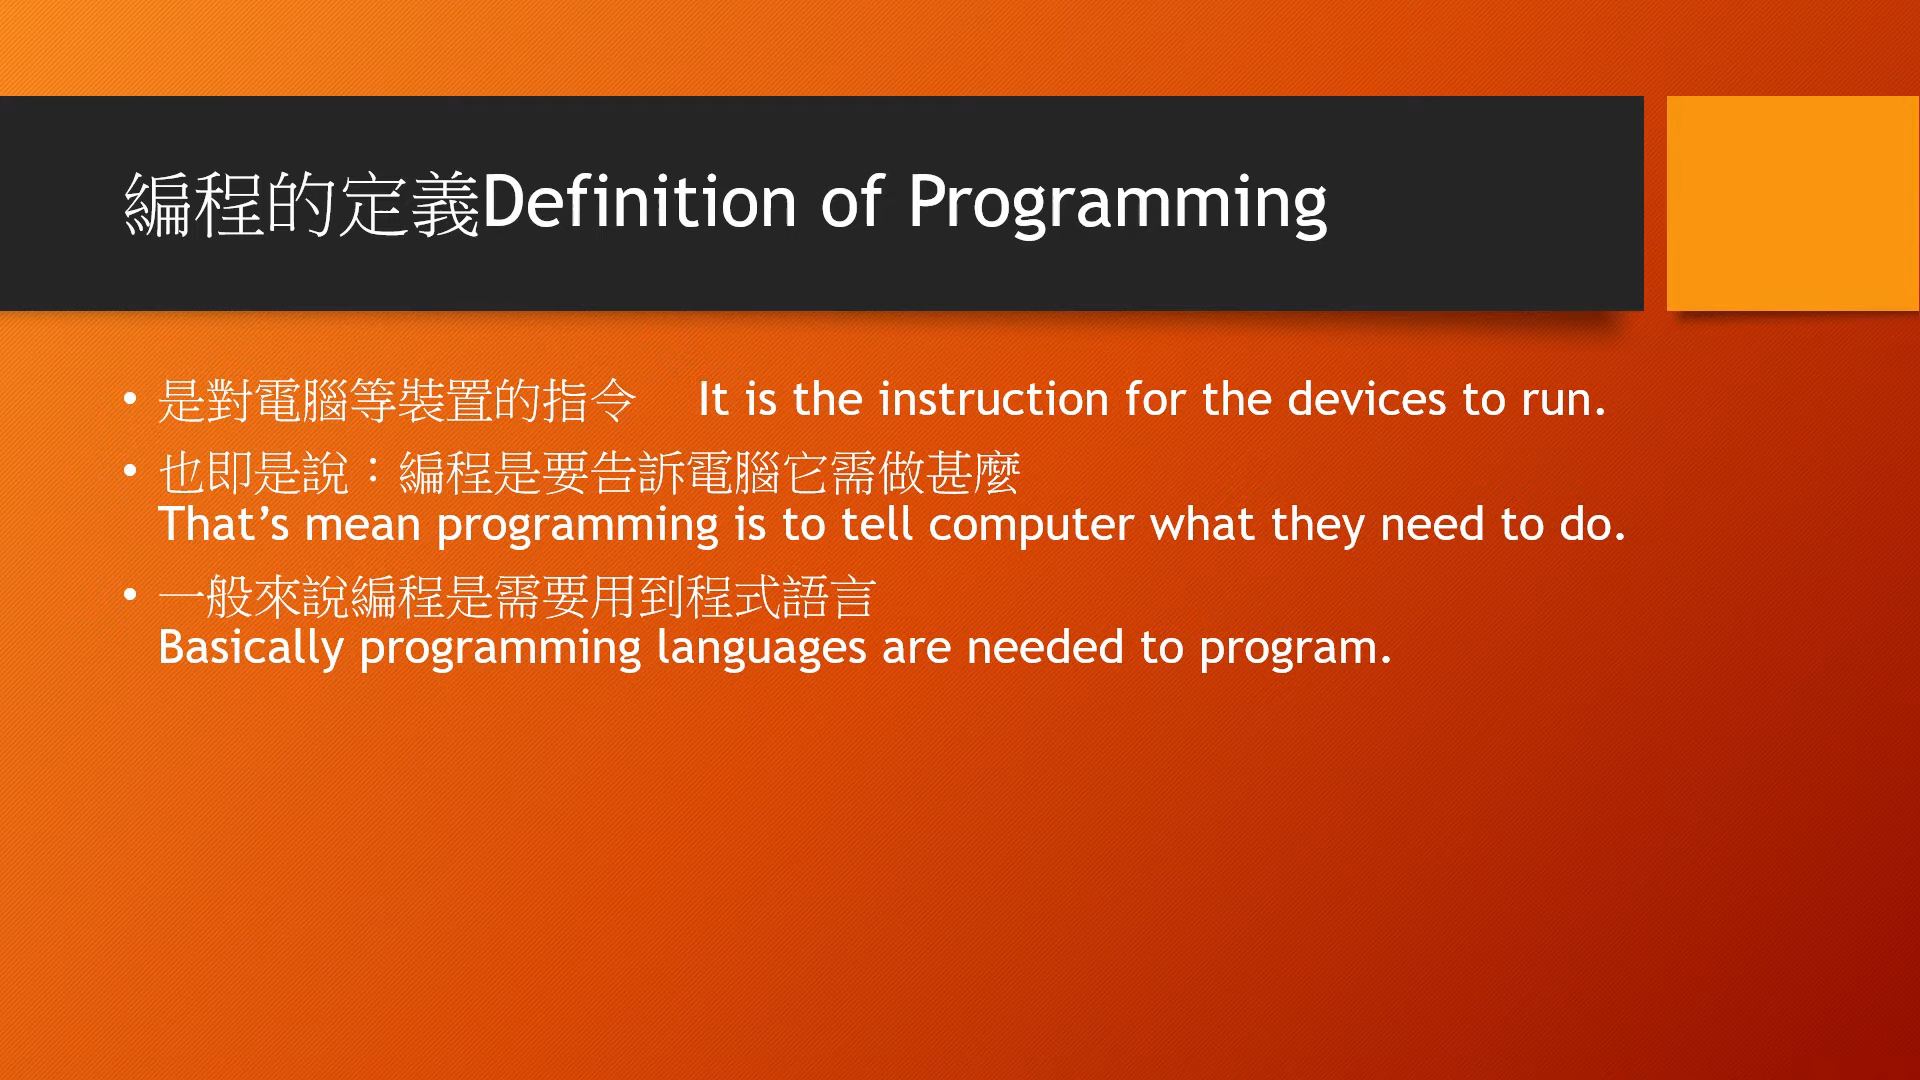 編程的定義Definition of Programming
• 是對電腦等裝置的指令 It is the instruction for the devices to run.
• 也即是說：編程是要告訴電腦它需做甚麼
That’s mean programming is to tell computer what they need to do.
• 一般來說編程是需要用到程式語言
Basically programming languages are needed to program.